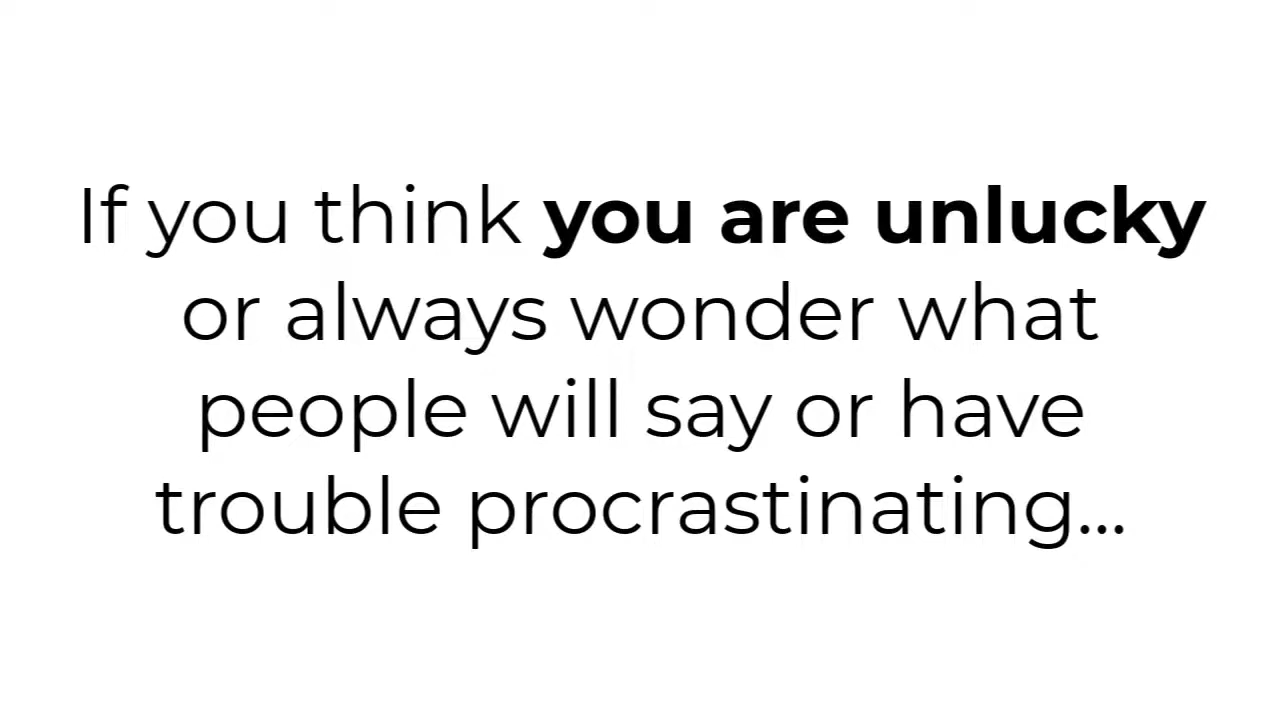 If you think you are unlucky
or always wonder what
people will say or have
trouble procrastinating...